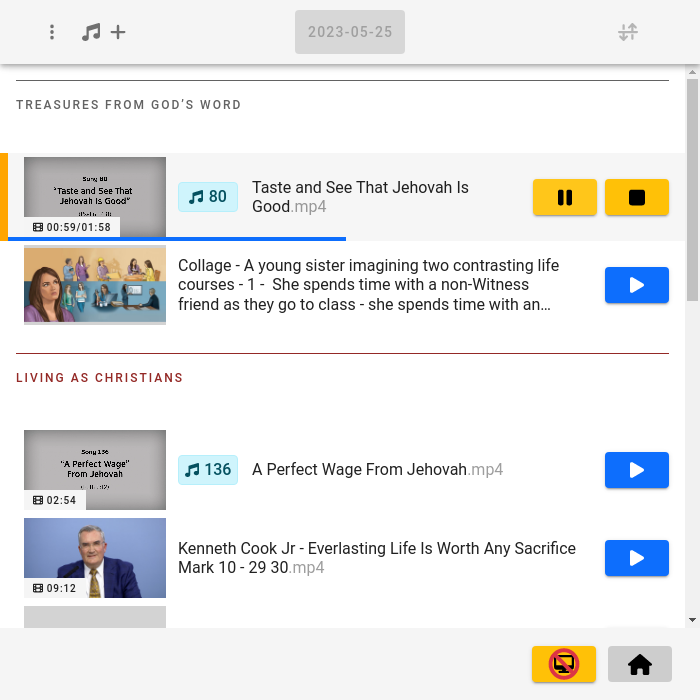 2023-05-25
TREASURES FROM GOD'S WORD
Song 80
"Taste and See That
Jehovah Is Good"
00:59/01:58
80
Taste and See That Jehovah Is
Good.mp4
Collage - A young sister imagining two contrasting life
courses - 1 - She spends time with a non-Witness
friend as they go to class - she spends time with an…
LIVING AS CHRISTIANS
Song 136
"A Perfect Wage"
From Jehovah
02:54
136
A Perfect Wage From Jehovah.mp4
09:12
Kenneth Cook Jr - Everlasting Life Is Worth Any Sacrifice
Mark 10 - 29 30.mp4